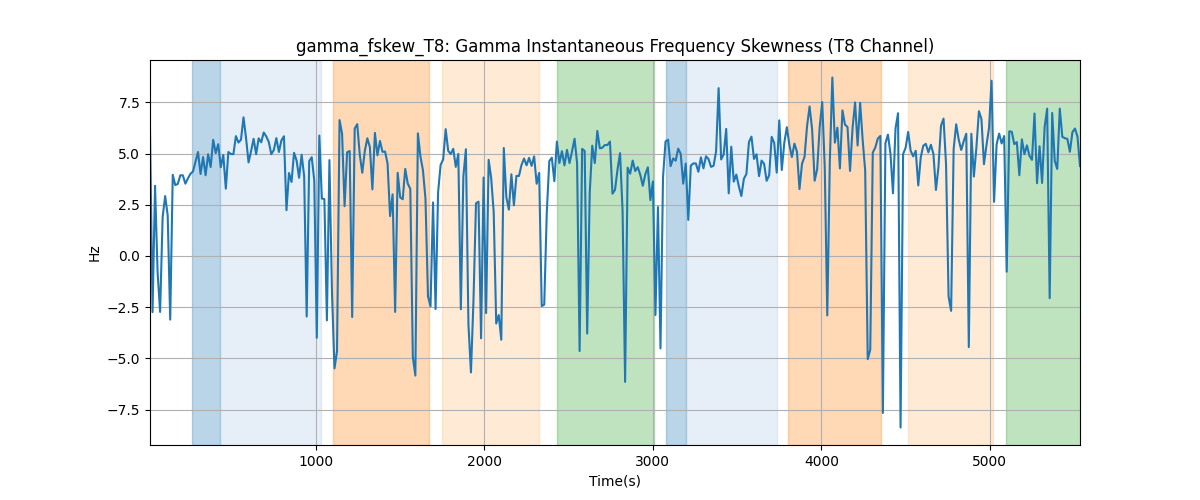 gamma_fskew_T8: Gamma Instantaneous Frequency Skewness (T8 Channel)
7.5
5.0
2.5
0.0
−2.5
−5.0
−7.5
Hz
1000 2000 3000 4000 5000
Time(s)